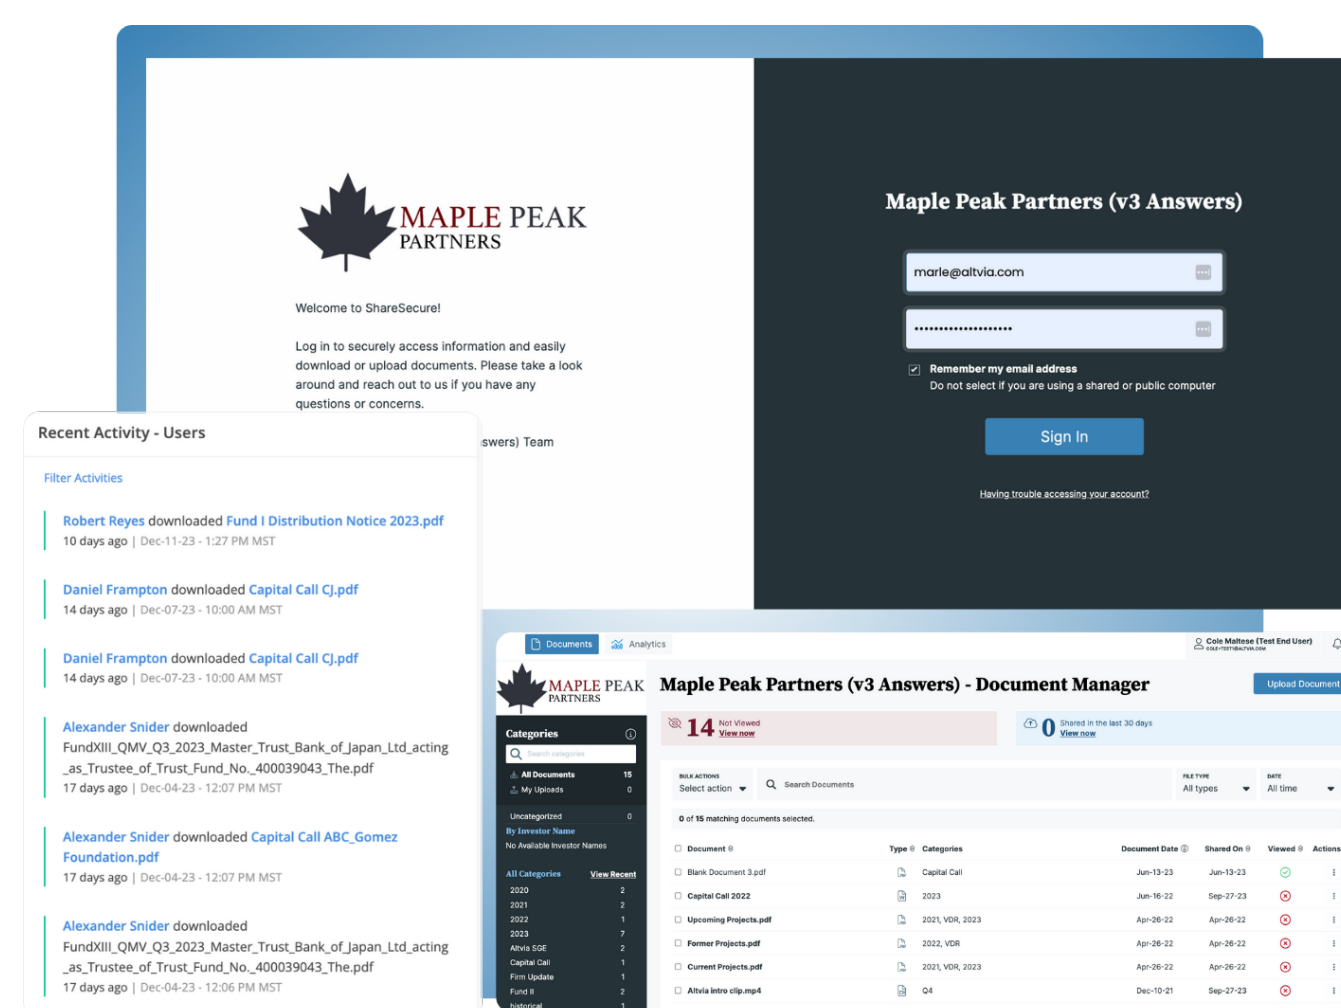 MAPLE PEAK
PARTNERS
Welcome to ShareSecure!
Log in to securely access information and easily
download or upload documents. Please take a look
around and reach out to us if you have any
questions or concerns.
swers) Team
Maple Peak Partners (v3 Answers)
marle@altvia.com
••••••••••••••••••••
Remember my email address
Do not select if you are using a shared or public computer
Sign In
Having trouble accessing your account?
Recent Activity - Users
Filter Activities
Robert Reyes downloaded Fund I Distribution Notice 2023.pdf
10 days ago | Dec-11-23 - 1:27 PM MST
Daniel Frampton downloaded Capital Call CJ.pdf
14 days ago | Dec-07-23 - 10:00 AM MST
Daniel Frampton downloaded Capital Call CJ.pdf
14 days ago | Dec-07-23 - 10:00 AM MST
Alexander Snider downloaded
FundXIII_QMV_Q3_2023_Master_Trust_Bank_of_Japan_Ltd_acting
_as_Trustee_of_Trust_Fund_No._400039043_The.pdf
17 days ago | Dec-04-23 - 12:07 PM MST
Alexander Snider downloaded Capital Call ABC_Gomez
Foundation.pdf
17 days ago | Dec-04-23 - 12:07 PM MST
Alexander Snider downloaded
FundXIII_QMV_Q3_2023_Master_Trust_Bank_of_Japan_Ltd_acting
_as_Trustee_of_Trust_Fund_No._400039043_The.pdf
17 days ago | Dec-04-23 - 12:06 PM MST
Documents Analytics
Cole Maltese (Test End User)
COLE+TEST1@ALTVIA.COM
MAPLE PEAK
PARTNERS
Maple Peak Partners (v3 Answers) - Document Manager
Upload Document
14 Not Viewed
View now
0 Shared in the last 30 days
View now
Categories
Search categories
All Documents 15
My Uploads 0
Uncategorized 0
By Investor Name
No Available Investor Names
All Categories View Recent
2020 2
2021 2
2022 1
2023 7
Altvia SGE 2
Capital Call 1
Firm Update 1
Fund II 2
historical 1
BULK ACTIONS
Select action
Search Documents
FILE TYPE
All types
DATE
All time
0 of 15 matching documents selected.
Document Type Categories Document Date Shared On Viewed Actions
Blank Document 3.pdf Capital Call Jun-13-23 Jun-13-23
Capital Call 2022 2023 Jun-16-22 Sep-27-23
Upcoming Projects.pdf 2021, VDR, 2023 Apr-26-22 Apr-26-22
Former Projects.pdf 2022, VDR Apr-26-22 Apr-26-22
Current Projects.pdf 2021, VDR, 2023 Apr-26-22 Apr-26-22
Altvia intro clip.mp4 Q4 Dec-10-21 Sep-27-23